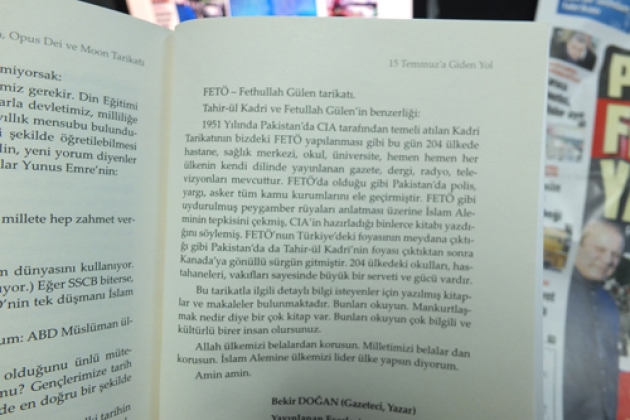 , Opus Dei ve Moon Tarikatı
miyorsak:
miz gerekir. Din Eğitimi
arla devletimiz, milliliğe
yıllık mensubu bulundu-
i şekilde öğretilebilmesi
lin, yeni yorum diyenler
lar Yunus Emre'nin:
millete hep zahmet ver-
m dünyasını kullanıyor.
yor.) Eğer SSCB biterse,
O'nin tek düşmanı İslam
um: ABD Müslüman ül-
olduğunu ünlü müte-
mu? Gençlerimize tarih
de en doğru bir şekilde
ki tarihin
15 Temmuz'a Giden Yol
FETÖ – Fethullah Gülen tarikatı.
Tahir-ül Kadri ve Fetullah Gülen'in benzerliği:
1951 Yılında Pakistan'da CIA tarafından temeli atılan Kadri
Tarikatının bizdeki FETÖ yapılanması gibi bu gün 204 ülkede
hastane, sağlık merkezi, okul, üniversite, hemen hemen her
ülkenin kendi dilinde yayınlanan gazete, dergi, radyo, tele-
vizyonları mevcuttur. FETÖ'da olduğu gibi Pakistan'da polis,
yargı, asker tüm kamu kurumlarını ele geçirmiştir. FETÖ gibi
uydurulmuş peygamber rüyaları anlatması üzerine İslam Ale-
minin tepkisini çekmiş, CIA'in hazırladığı binlerce kitabı yazdı-
ğını söylemiş. FETÖ'nun Türkiye'deki foyasının meydana çıktı-
ğı gibi Pakistan'da da Tahir-ül Kadri'nin foyası çıktıktan sonra
Kanada'ya gönüllü sürgün gitmiştir. 204 ülkedeki okulları, has-
tahaneleri, vakıfları sayesinde büyük bir serveti ve gücü vardır.
Bu tarikatla ilgili detaylı bilgi isteyenler için yazılmış kitap-
lar ve makaleler bulunmaktadır. Bunları okuyun. Mankurtlaş-
mak nedir diye bir çok kitap var. Bunları okuyun çok bilgili ve
kültürlü birer insan olursunuz.
Allah ülkemizi belalardan korusun. Milletimizi belalar dan
korusun. İslam Alemine ülkemizi lider ülke yapsın diyorum.
Amin amin.
Bekir DOĞAN (Gazeteci, Yazar)